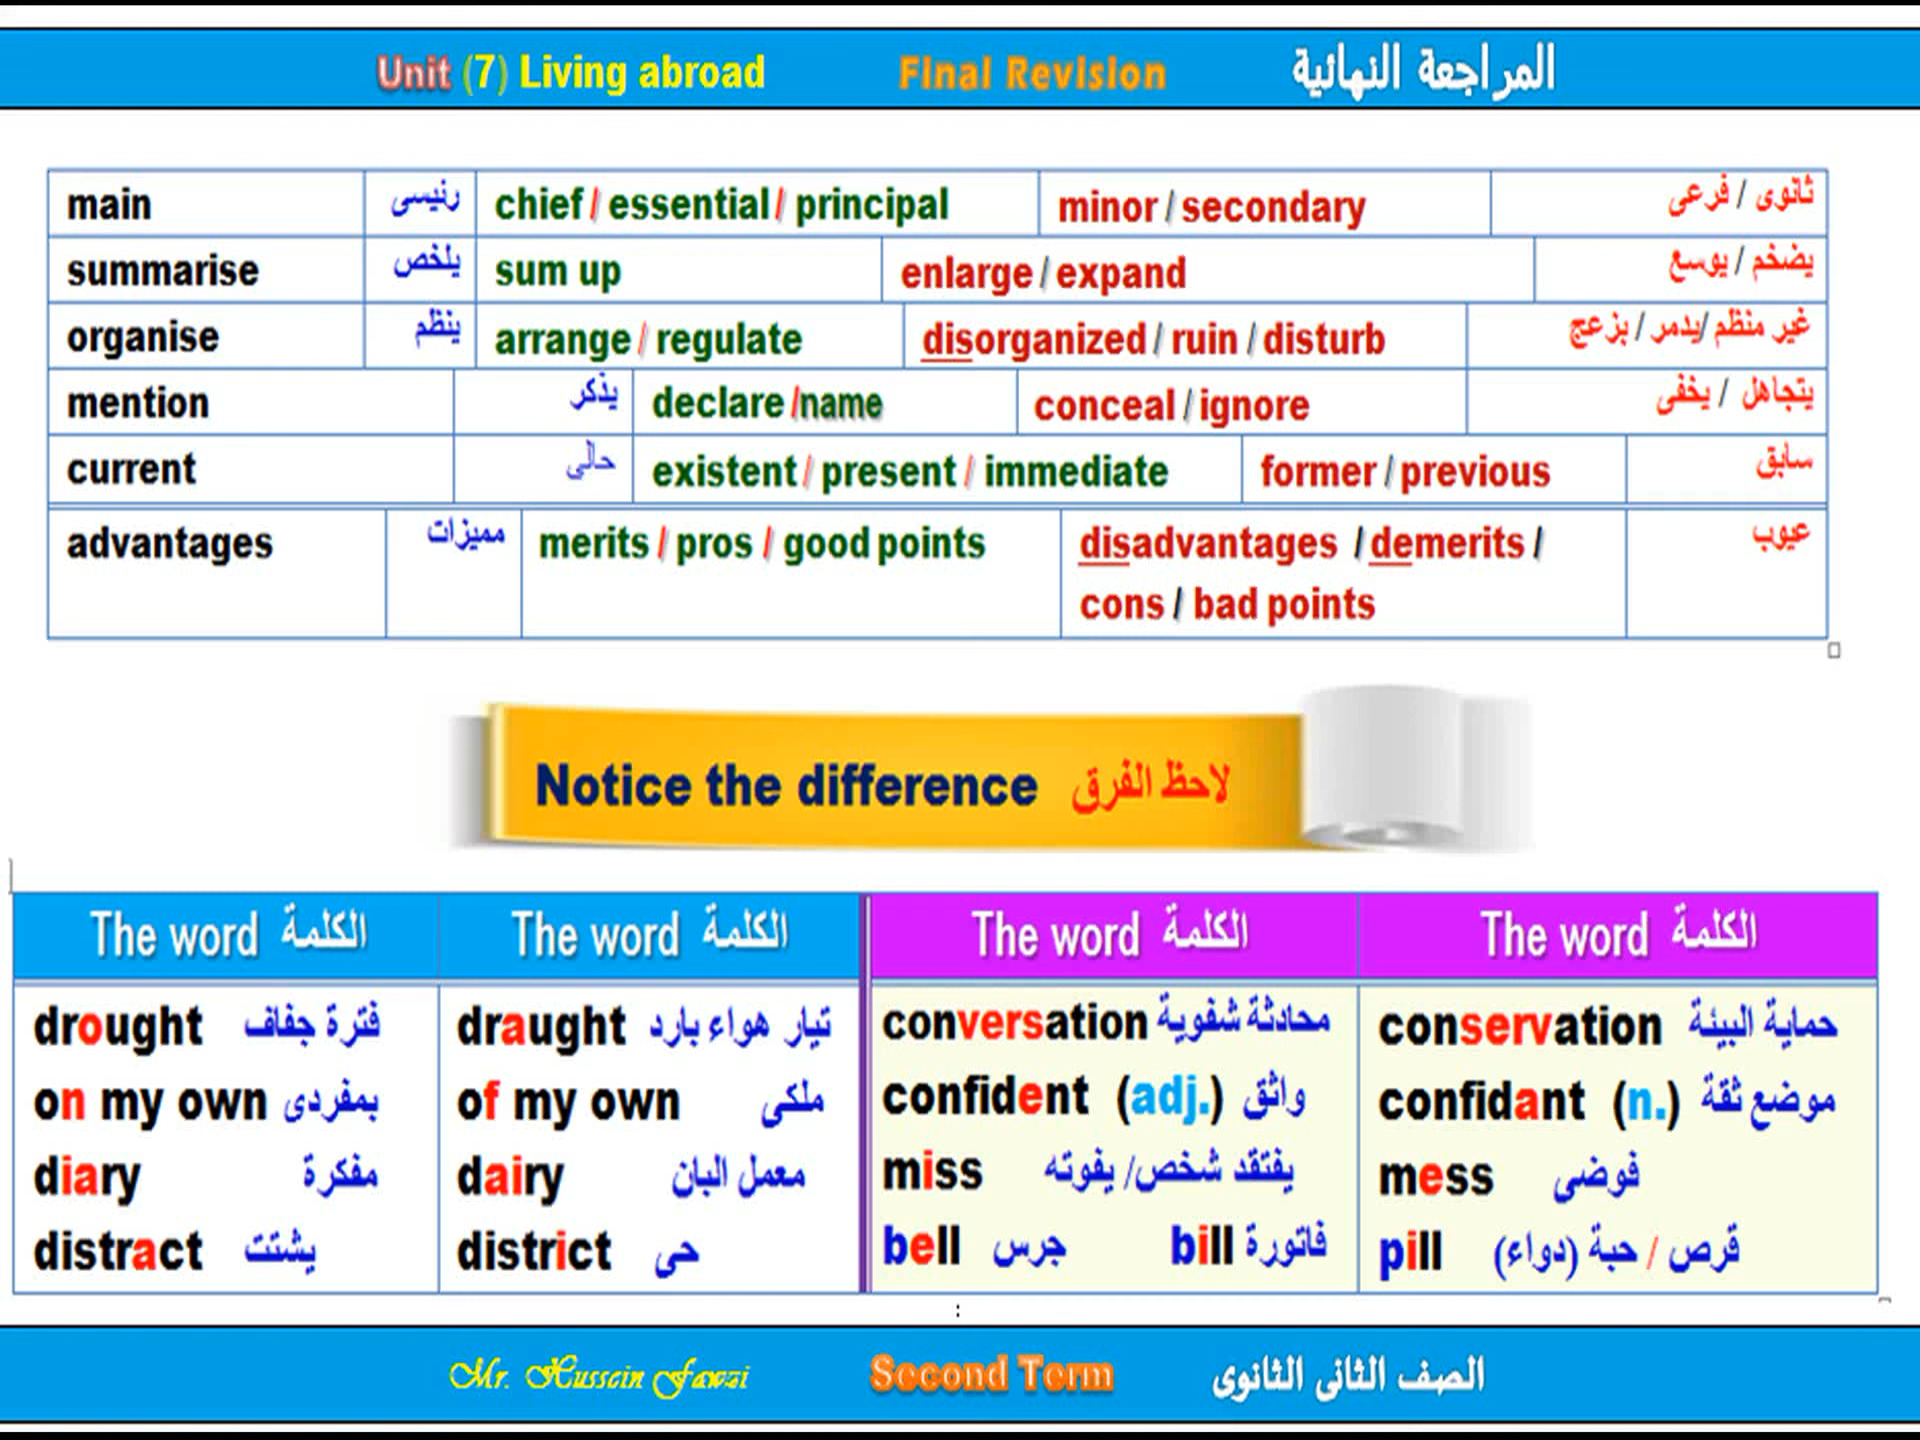 Unit (7) Living abroad Final Revision المراجعة النهائية
main رئيسى chief / essential / principal minor / secondary ثانوى / فرعى
summarise يلخص sum up enlarge / expand يضخم / يوسع
organise ينظم arrange / regulate disorganized / ruin / disturb غير منظم /يدمر / يزعج
mention يذكر declare /name conceal / ignore يتجاهل / يخفى
current حالى existent / present / immediate former / previous سابق
advantages مميزات merits / pros / good points disadvantages / demerits / عيوب
cons / bad points
Notice the difference لاحظ الفرق
The word الكلمة The word الكلمة The word الكلمة The word الكلمة
drought فترة جفاف draught تيار هواء بارد conversation محادثة شفوية conservation حماية البيئة
on my own بمفردى of my own ملكى confident (adj.) واثق confidant (n.) موضع ثقة
diary مفكرة dairy معمل البان miss يفتقد شخص/ يفوته mess فوضى
distract يشتت district حى bell جرس bill فاتورة pill قرص / حبة (دواء)
Mr. Hussein Fawzi Second Term الصف الثانى الثانوى